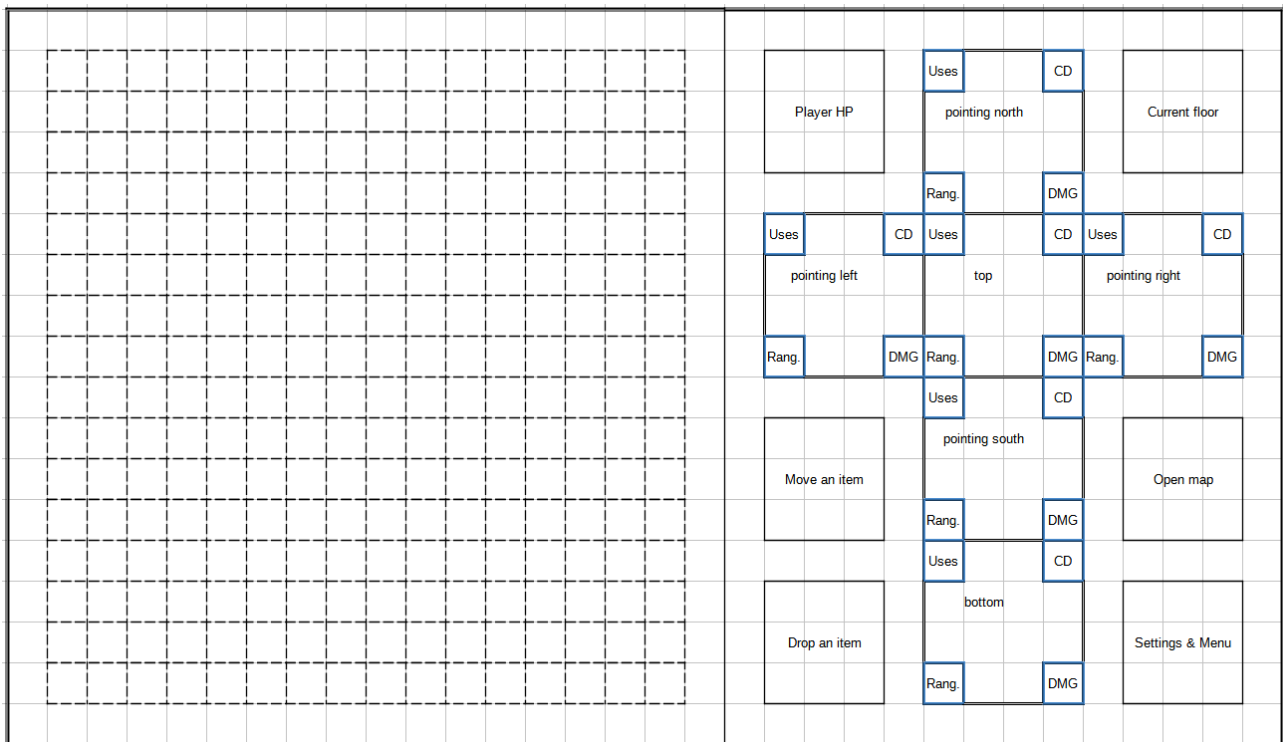 Uses CD
Player HP pointing north Current floor
Rang. DMG
Uses CD Uses CD Uses CD
pointing left top pointing right
Rang. DMG Rang. DMG Rang. DMG
Uses CD
pointing south
Move an item Open map
Rang. DMG
Uses CD
bottom
Drop an item Settings & Menu
Rang. DMG